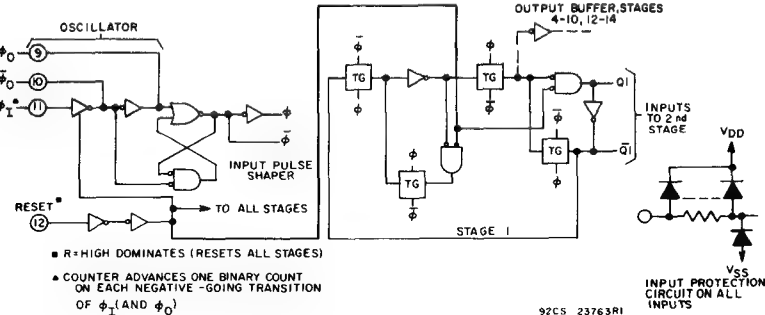 OUTPUT BUFFER, STAGES
4-10, 12-14
OSCILLATOR
ϕO 9
ϕ̄O 10
ϕI▲ 11
ϕ
ϕ̄
INPUT PULSE
SHAPER
RESET■
12
TO ALL STAGES
■ R=HIGH DOMINATES (RESETS ALL STAGES)
▲ COUNTER ADVANCES ONE BINARY COUNT
ON EACH NEGATIVE-GOING TRANSITION
OF ϕI (AND ϕO)
ϕ̄
TG
ϕ
ϕ
TG
ϕ̄
ϕ
TG
ϕ̄
ϕ̄
TG
ϕ
STAGE 1
Q1
Q̄1
INPUTS
TO 2nd
STAGE
VDD
VSS
INPUT PROTECTION
CIRCUIT ON ALL
INPUTS
92CS 23763R1